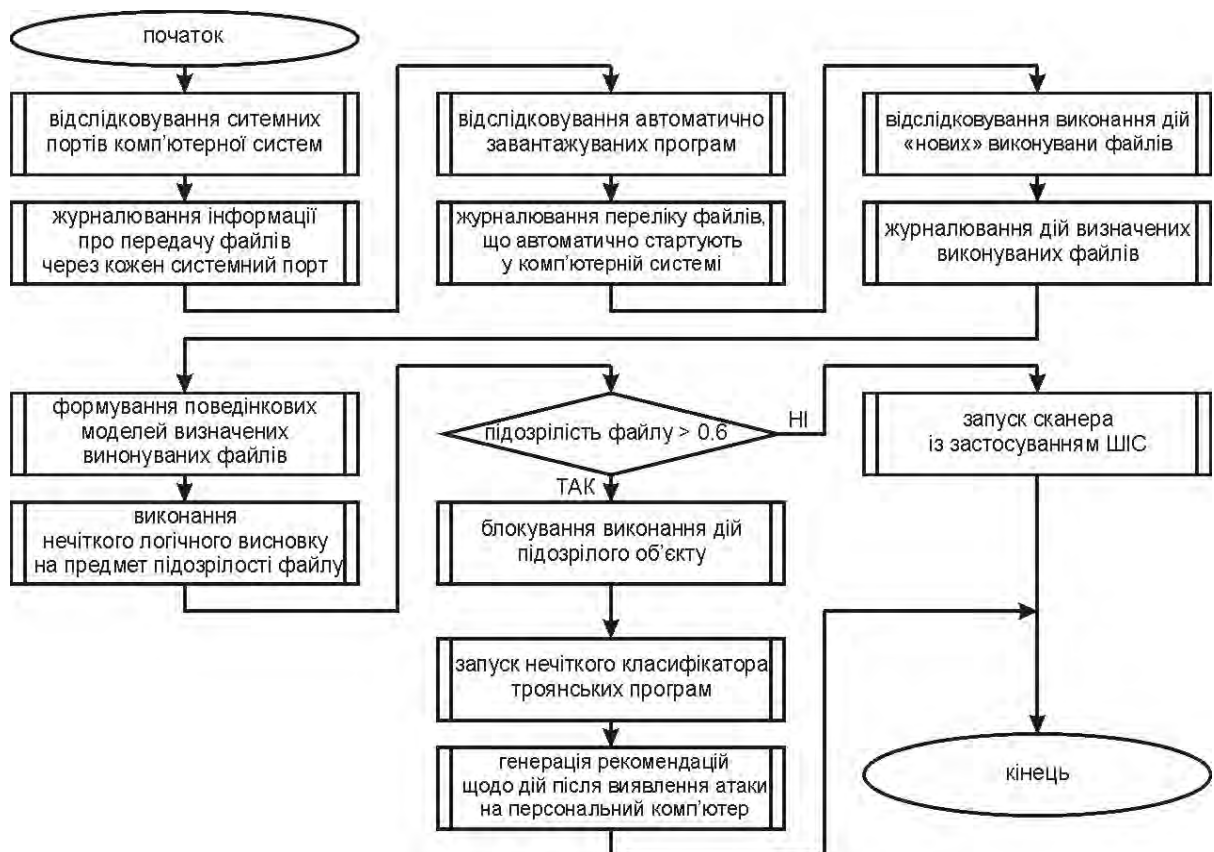 початок
відслідковування ситемних
портів комп'ютерної систем
журналювання інформації
про передачу файлів
через кожен системний порт
відслідковування автоматично
завантажуваних програм
журналювання переліку файлів,
що автоматично стартують
у комп'ютерній системі
відслідковування виконання дій
«нових» виконувани файлів
журналювання дій визначених
виконуваних файлів
формування поведінкових
моделей визначених
винонуваних файлів
виконання
нечіткого логічного висновку
на предмет підозрілості файлу
підозрілість файлу > 0.6
НІ
ТАК
запуск сканера
із застосуванням ШІС
блокування виконання дій
підозрілого об'єкту
запуск нечіткого класифікатора
троянських програм
генерація рекомендацій
щодо дій після виявлення атаки
на персональний комп'ютер
кінець